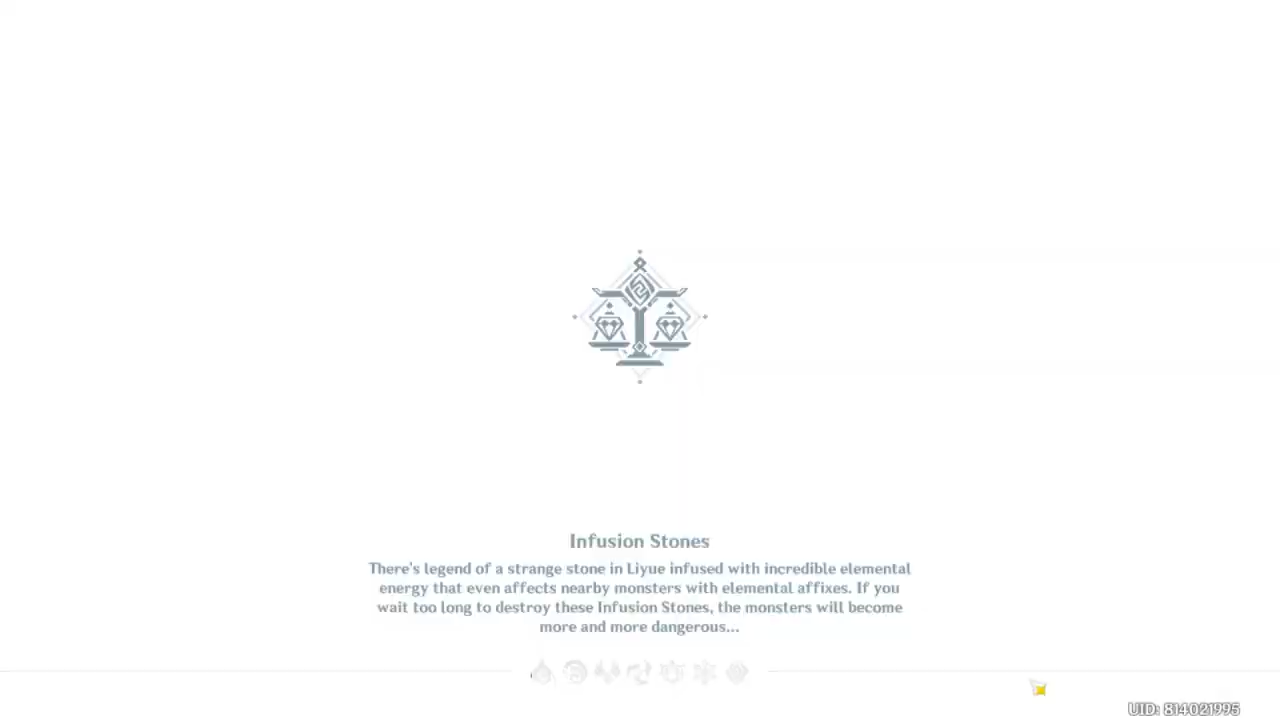 Infusion Stones
There's legend of a strange stone in Liyue infused with incredible elemental
energy that even affects nearby monsters with elemental affixes. If you
wait too long to destroy these Infusion Stones, the monsters will become
more and more dangerous...
UID: 814021995